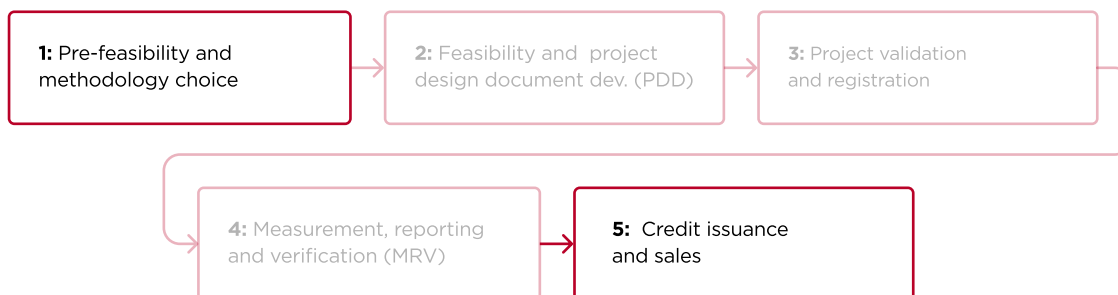 1: Pre-feasibility and
methodology choice
2: Feasibility and project
design document dev. (PDD)
3: Project validation
and registration
4: Measurement, reporting
and verification (MRV)
5: Credit issuance
and sales